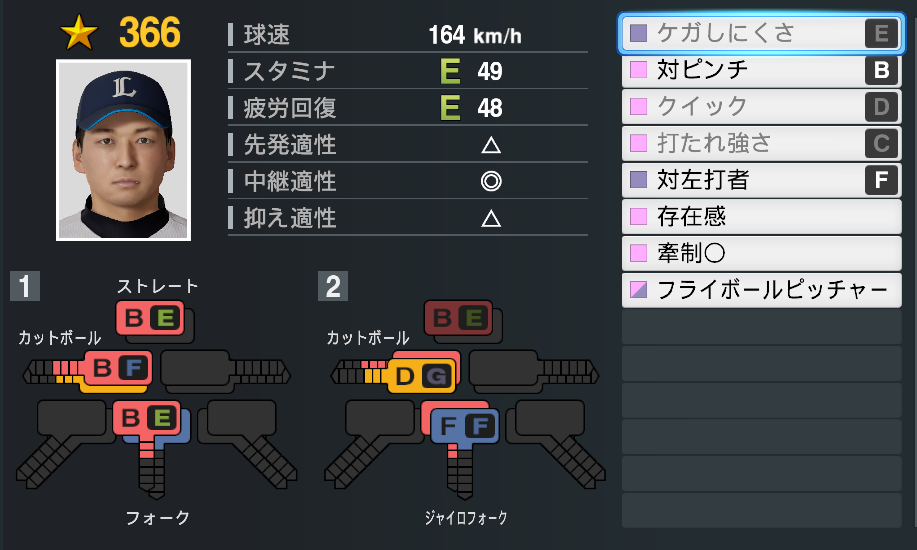 ★ 366
球速 164 km/h
スタミナ E 49
疲労回復 E 48
先発適性 △
中継適性 ◎
抑え適性 △
L
1
ストレート
B E
カットボール
B F
B E
フォーク
2
B E
カットボール
D G
F F
ジャイロフォーク
ケガしにくさ E
対ピンチ B
クイック D
打たれ強さ C
対左打者 F
存在感
牽制〇
フライボールピッチャー